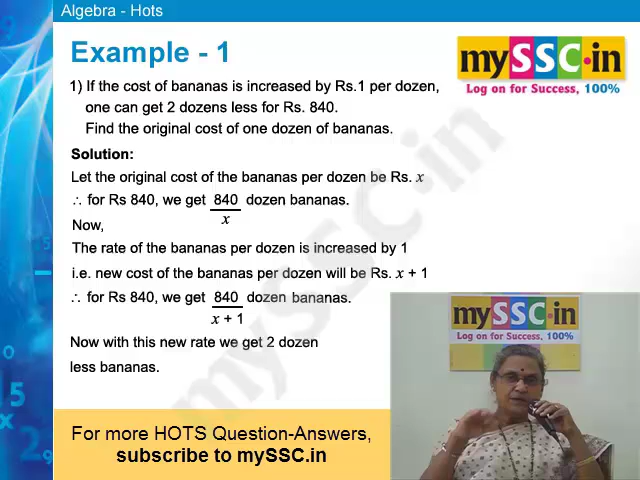 Algebra - Hots
Example - 1
mySSC.in
Log on for Success, 100%
1) If the cost of bananas is increased by Rs.1 per dozen,
one can get 2 dozens less for Rs. 840.
Find the original cost of one dozen of bananas.
Solution:
Let the original cost of the bananas per dozen be Rs. x
∴ for Rs 840, we get 840/x dozen bananas.
Now,
The rate of the bananas per dozen is increased by 1
i.e. new cost of the bananas per dozen will be Rs. x + 1
∴ for Rs 840, we get 840/x + 1 dozen bananas.
Now with this new rate we get 2 dozen
less bananas.
mySSC.in
mySSC.in
Log on for Success, 100%
For more HOTS Question-Answers,
subscribe to mySSC.in